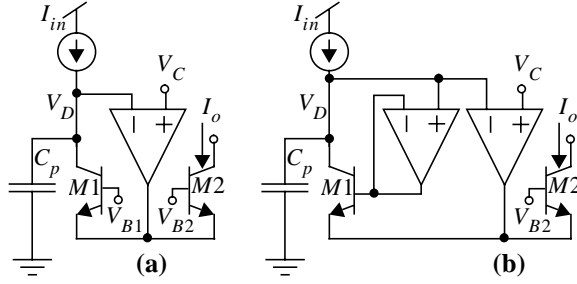 I_in
V_C
V_D
− +
I_o
C_p
M1
M2
V_B1
V_B2
(a)
I_in
V_C
V_D
− +
− +
I_o
C_p
M1
M2
V_B2
(b)